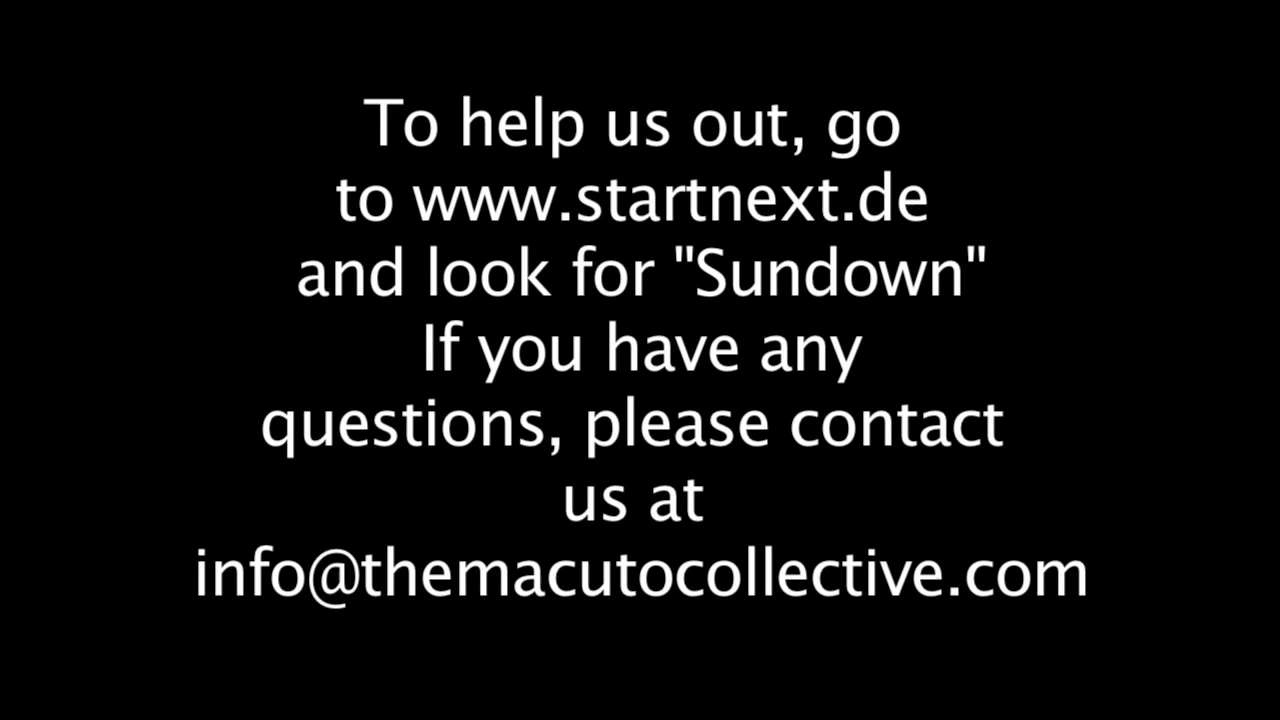 To help us out, go
to www.startnext.de
and look for "Sundown"
If you have any
questions, please contact
us at
info@themacutocollective.com